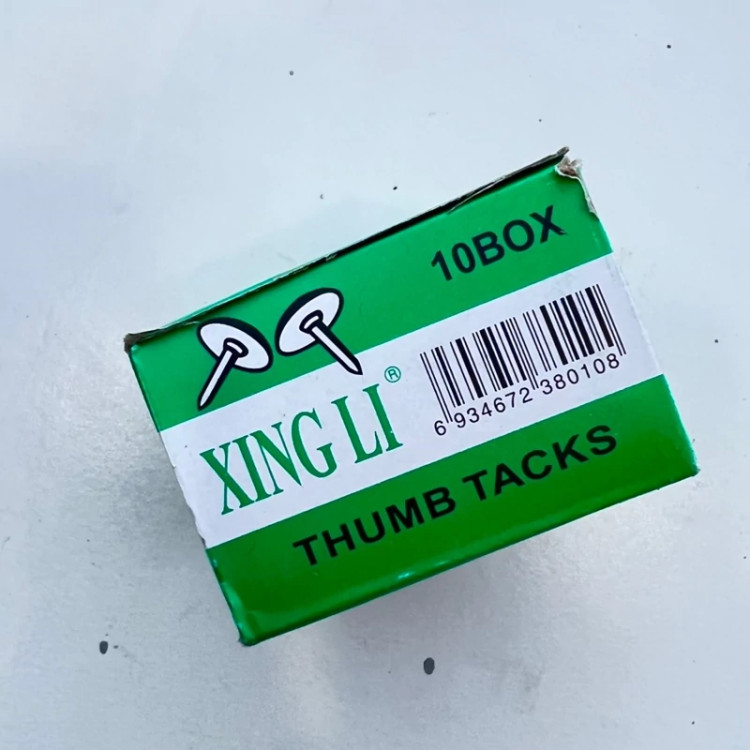 10BOX
XING LI®
6 934672 380108
THUMB TACKS